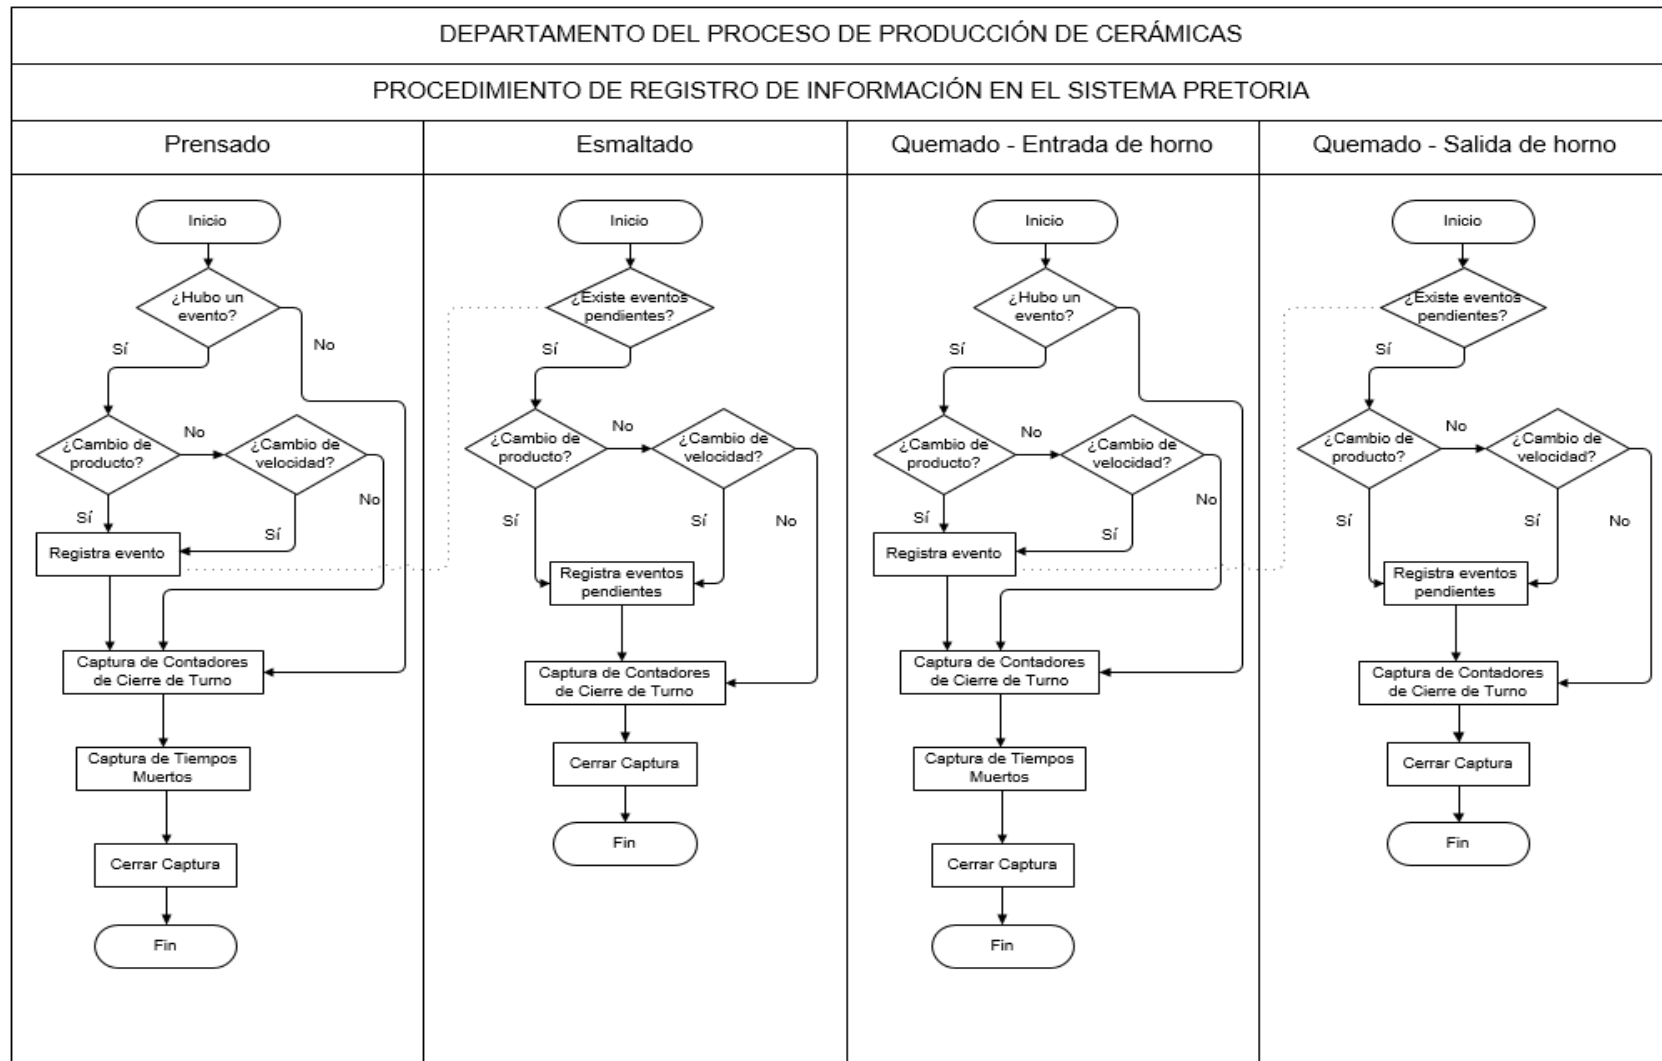 DEPARTAMENTO DEL PROCESO DE PRODUCCIÓN DE CERÁMICAS
PROCEDIMIENTO DE REGISTRO DE INFORMACIÓN EN EL SISTEMA PRETORIA
Prensado
Inicio
¿Hubo un
evento?
Sí
No
¿Cambio de
producto?
No
¿Cambio de
velocidad?
No
Sí
Sí
Registra evento
Captura de Contadores
de Cierre de Turno
Captura de Tiempos
Muertos
Cerrar Captura
Fin
Esmaltado
Inicio
¿Existe eventos
pendientes?
Sí
¿Cambio de
producto?
No
¿Cambio de
velocidad?
Sí
Sí
No
Registra eventos
pendientes
Captura de Contadores
de Cierre de Turno
Cerrar Captura
Fin
Quemado - Entrada de horno
Inicio
¿Hubo un
evento?
Sí
No
¿Cambio de
producto?
No
¿Cambio de
velocidad?
No
Sí
Sí
Registra evento
Captura de Contadores
de Cierre de Turno
Captura de Tiempos
Muertos
Cerrar Captura
Fin
Quemado - Salida de horno
Inicio
¿Existe eventos
pendientes?
Sí
¿Cambio de
producto?
No
¿Cambio de
velocidad?
Sí
Sí
No
Registra eventos
pendientes
Captura de Contadores
de Cierre de Turno
Cerrar Captura
Fin